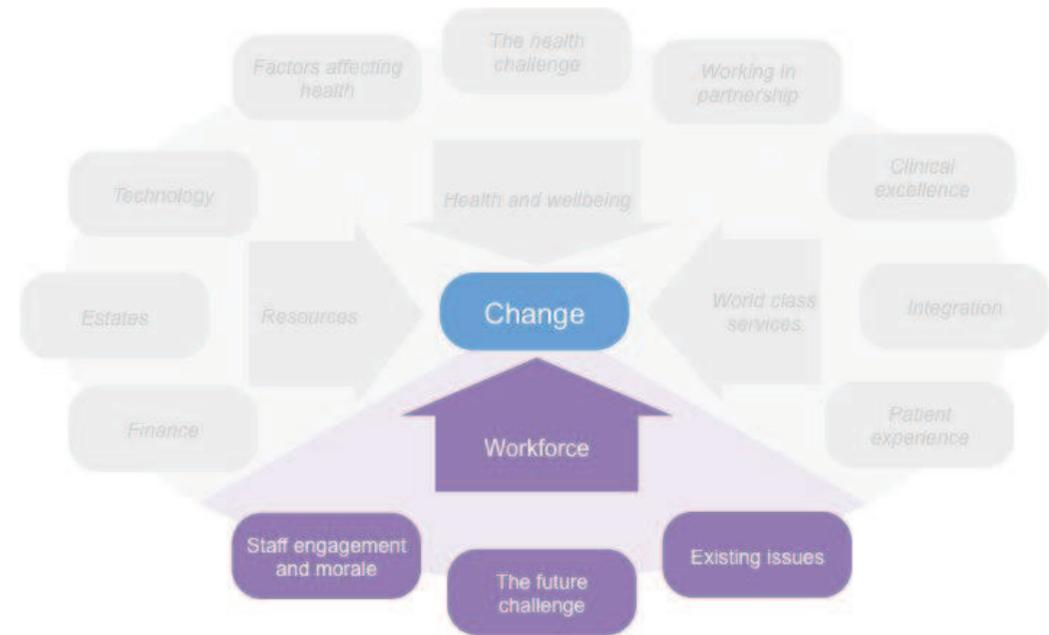 The health
challenge
Factors affecting
health
Working in
partnership
Technology
Health and wellbeing
Clinical
excellence
Estates
Resources
Change
World class
services.
Integration
Finance
Workforce
Patient
experience
Staff engagement
and morale
The future
challenge
Existing issues